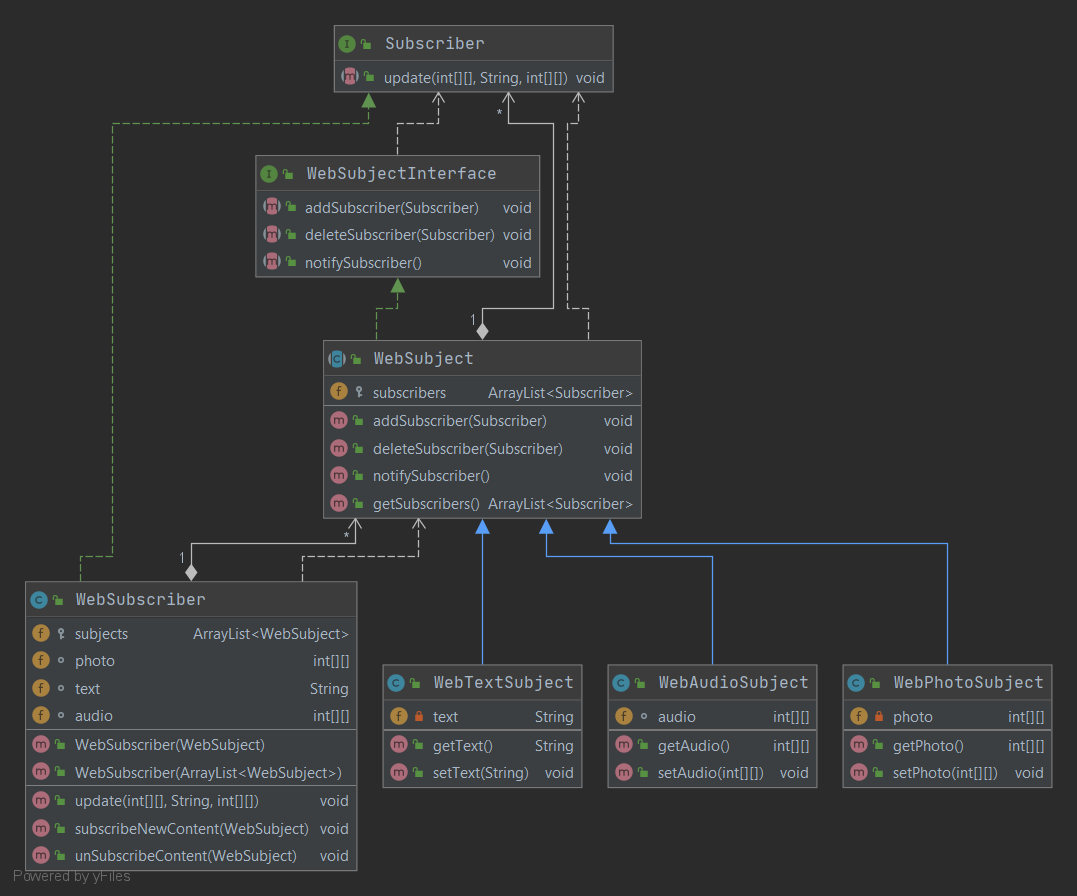 I Subscriber
m update(int[][], String, int[][]) void
*
I WebSubjectInterface
m addSubscriber(Subscriber) void
m deleteSubscriber(Subscriber) void
m notifySubscriber() void
1
C WebSubject
f subscribers ArrayList<Subscriber>
m addSubscriber(Subscriber) void
m deleteSubscriber(Subscriber) void
m notifySubscriber() void
m getSubscribers() ArrayList<Subscriber>
*
1
C WebSubscriber
f subjects ArrayList<WebSubject>
f photo int[][]
f text String
f audio int[][]
m WebSubscriber(WebSubject)
m WebSubscriber(ArrayList<WebSubject>)
m update(int[][], String, int[][]) void
m subscribeNewContent(WebSubject) void
m unSubscribeContent(WebSubject) void
C WebTextSubject
f text String
m getText() String
m setText(String) void
C WebAudioSubject
f audio int[][]
m getAudio() int[][]
m setAudio(int[][]) void
C WebPhotoSubject
f photo int[][]
m getPhoto() int[][]
m setPhoto(int[][]) void
Powered by yFiles